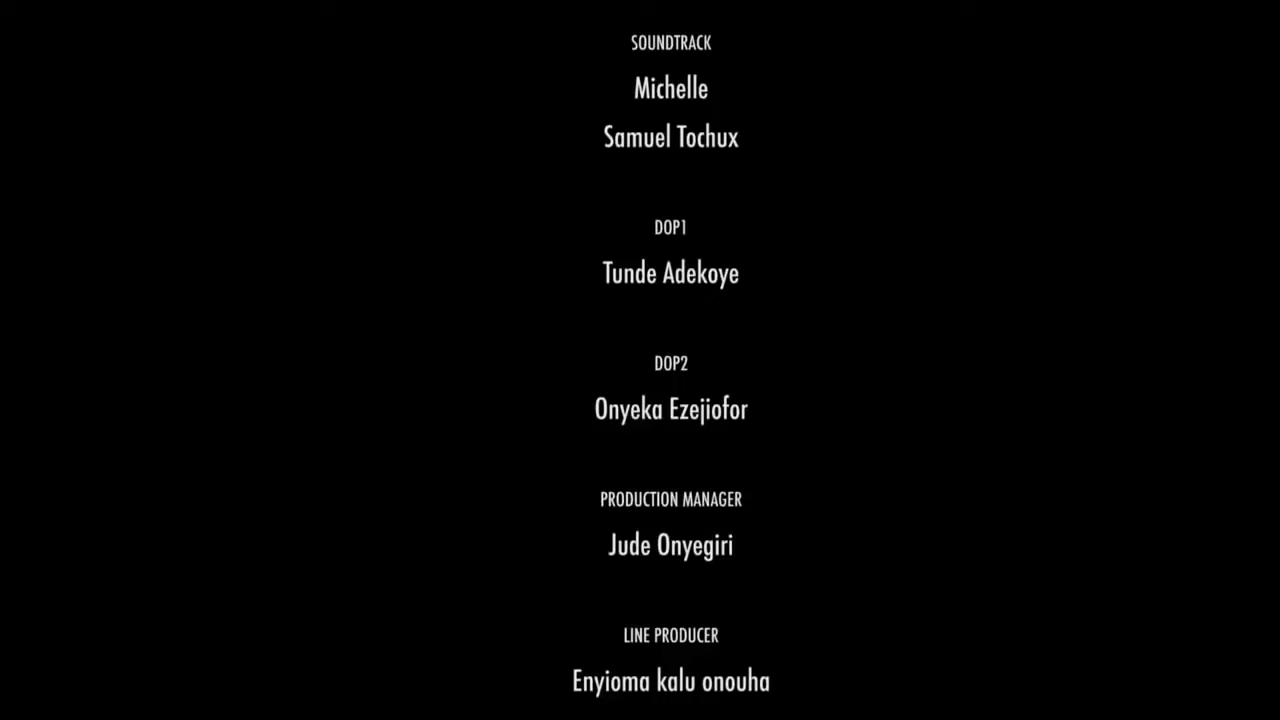 SOUNDTRACK
Michelle
Samuel Tochux
DOP1
Tunde Adekoye
DOP2
Onyeka Ezejiofor
PRODUCTION MANAGER
Jude Onyegiri
LINE PRODUCER
Enyioma kalu onouha